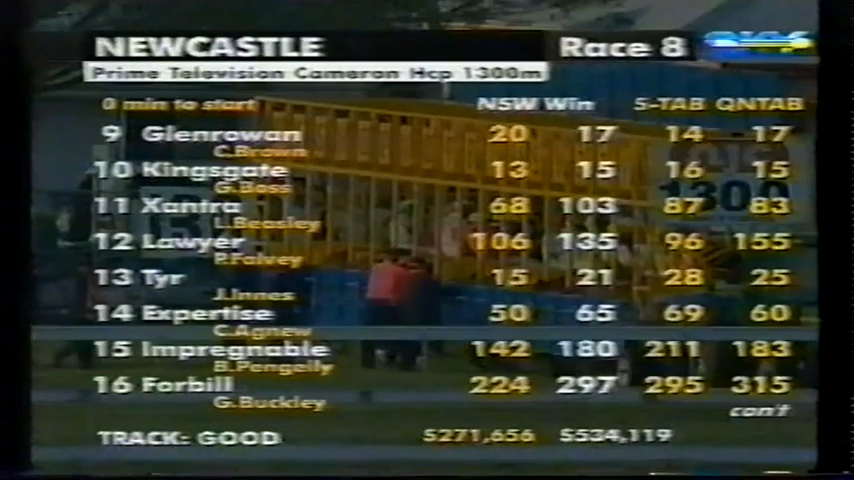 NEWCASTLE Race 8 SKY
Prime Television Cameron Hcp 1300m
0 min to start NSW Win S-TAB QNTAB
9 Glenrowan 20 17 14 17
C.Brown
10 Kingsgate 13 15 16 15
G.Boss
11 Xantra 68 103 87 83
L.Beasley
12 Lawyer 106 135 96 155
P.Falvey
13 Tyr 15 21 28 25
J.Innes
14 Expertise 50 65 69 60
C.Agnew
15 Impregnable 142 180 211 183
B.Pengelly
16 Forbill 224 297 295 315
G.Buckley
con't
TRACK: GOOD $271,656 $534,119
1300